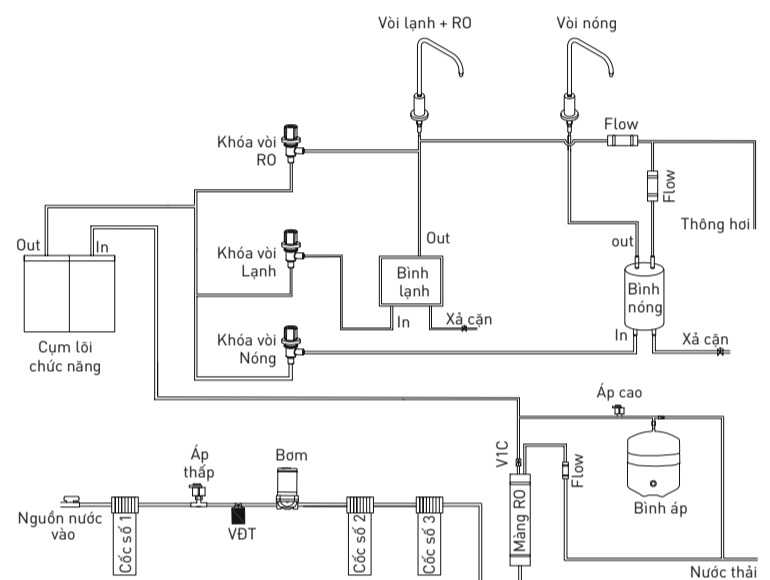 Vòi lạnh + RO
Vòi nóng
Khóa vòi
RO
Flow
Flow
Thông hơi
Out
In
Khóa vòi
Lạnh
Out
Bình
lạnh
In
Xả cặn
out
Bình
nóng
In
Xả cặn
Cụm lõi
chức năng
Khóa vòi
Nóng
Áp cao
Áp
thấp
Bơm
V1C
Flow
Bình áp
Nguồn nước
vào
Cốc số 1
VĐT
Cốc số 2
Cốc số 3
Màng RO
Nước thải